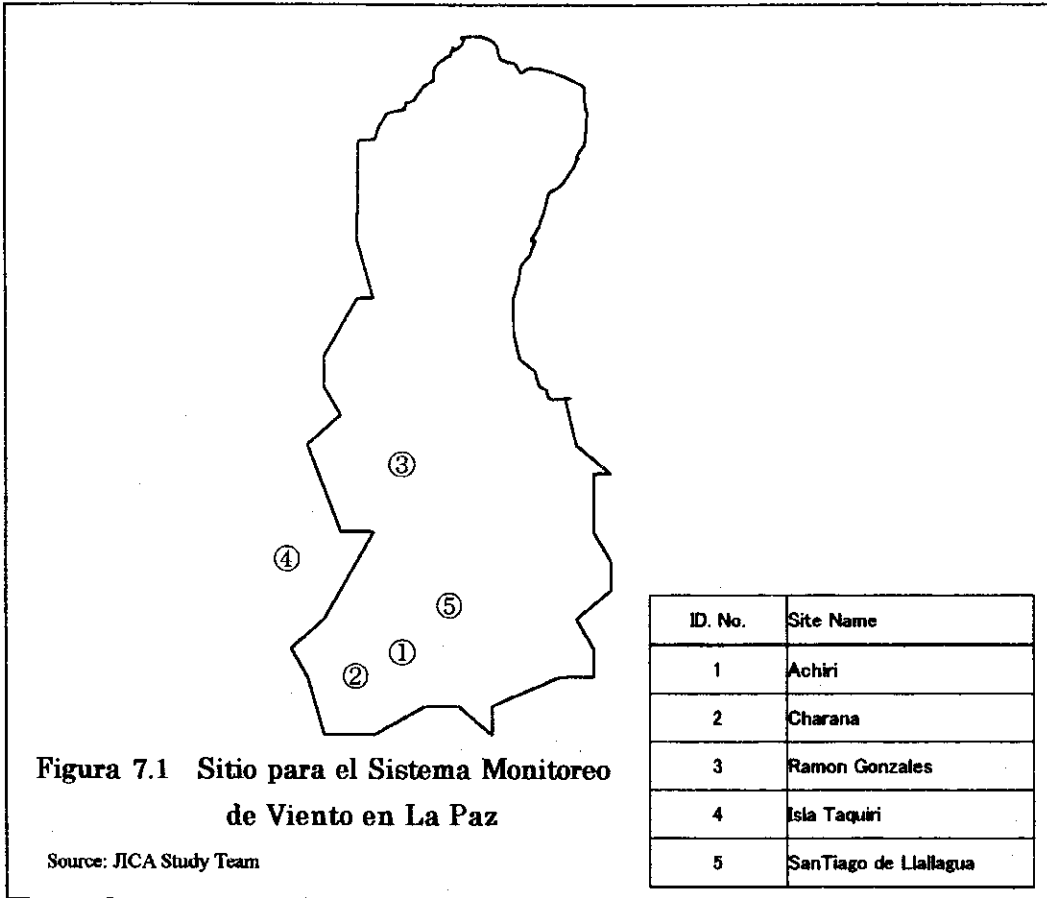 ③
④
⑤
①
②
Figura 7.1 Sitio para el Sistema Monitoreo
de Viento en La Paz
Source: JICA Study Team
ID. No. Site Name
1 Achiri
2 Charana
3 Ramon Gonzales
4 Isla Taquiri
5 SanTiago de Llallagua